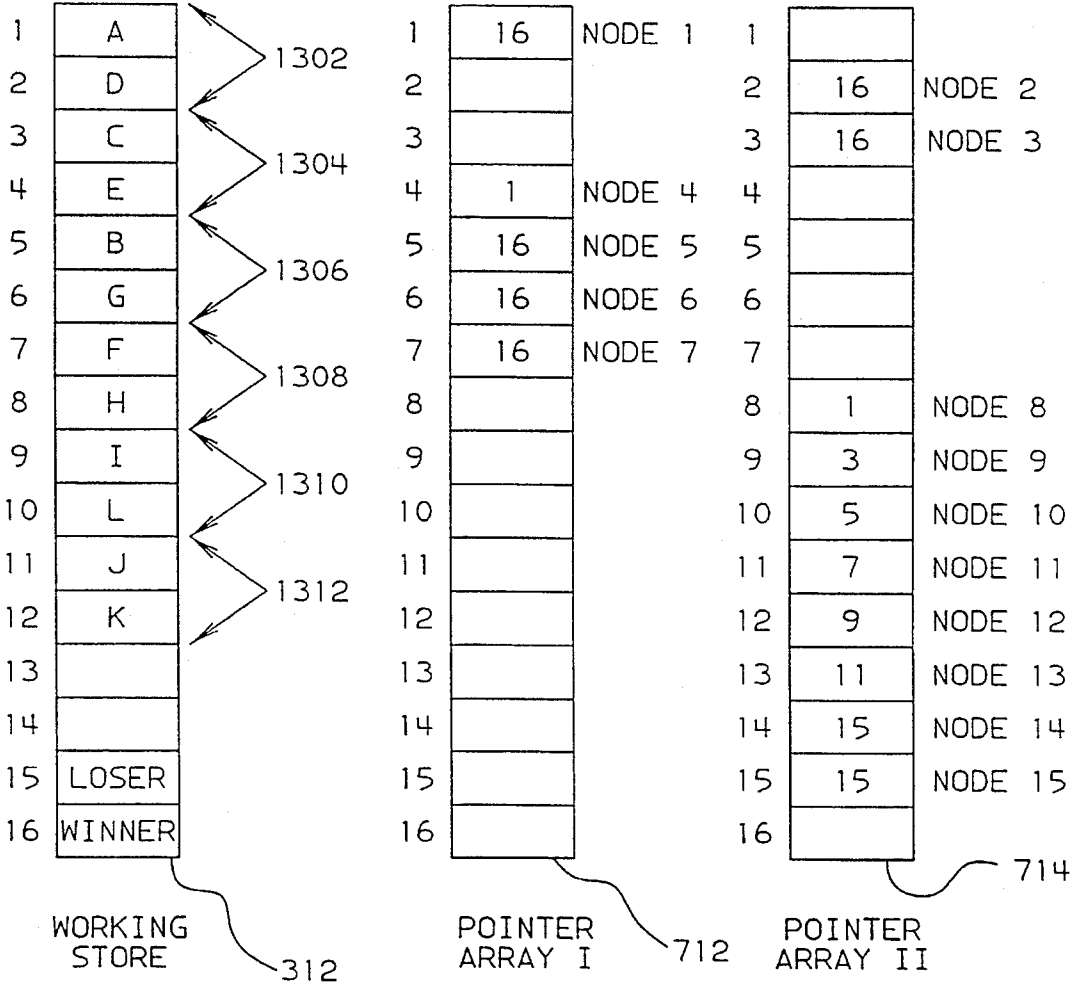 1 A 1 16 NODE 1 1
1302
2 D 2 2 16 NODE 2
3 C 3 3 16 NODE 3
1304
4 E 4 1 NODE 4 4
5 B 5 16 NODE 5 5
1306
6 G 6 16 NODE 6 6
7 F 7 16 NODE 7 7
1308
8 H 8 8 1 NODE 8
9 I 9 9 3 NODE 9
1310
10 L 10 10 5 NODE 10
11 J 11 11 7 NODE 11
1312
12 K 12 12 9 NODE 12
13 13 13 11 NODE 13
14 14 14 15 NODE 14
15 LOSER 15 15 15 NODE 15
16 WINNER 16 16
714
WORKING
STORE
312
POINTER
ARRAY I
712
POINTER
ARRAY II